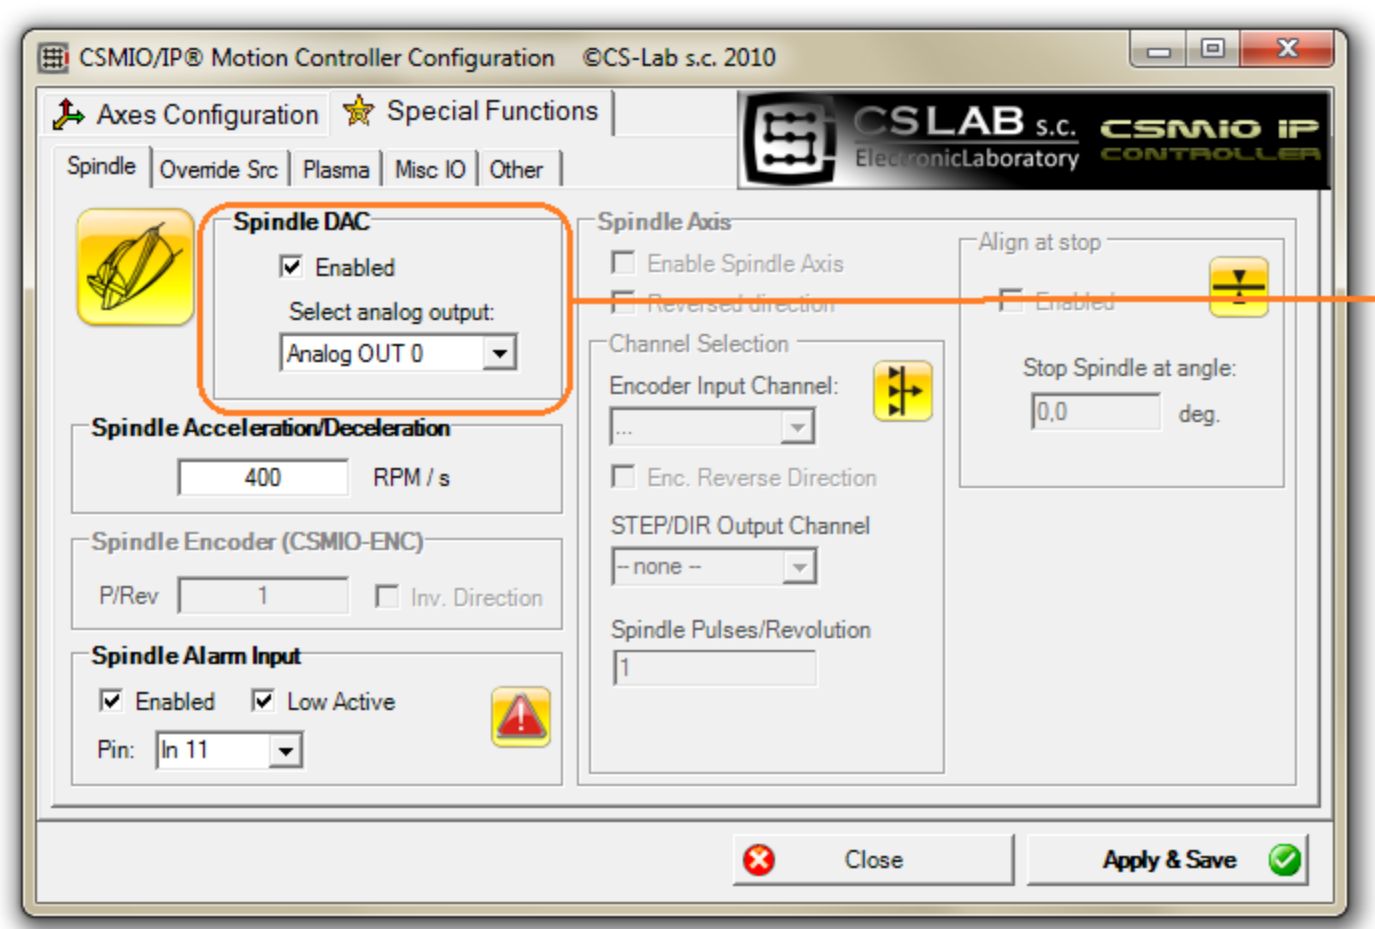 CSMIO/IP® Motion Controller Configuration ©CS-Lab s.c. 2010
Axes Configuration Special Functions
CSLAB s.c.
ElectronicLaboratory
CSMIO IP
CONTROLLER
Spindle Override Src Plasma Misc IO Other
Spindle DAC
Enabled
Select analog output:
Analog OUT 0
Spindle Acceleration/Deceleration
400 RPM / s
Spindle Encoder (CSMIO-ENC)
P/Rev 1 Inv. Direction
Spindle Alarm Input
Enabled Low Active
Pin: In 11
Spindle Axis
Enable Spindle Axis
Reversed direction
Channel Selection
Encoder Input Channel:
...
Enc. Reverse Direction
STEP/DIR Output Channel
-- none --
Spindle Pulses/Revolution
1
Align at stop
Enabled
Stop Spindle at angle:
0,0 deg.
Close Apply & Save